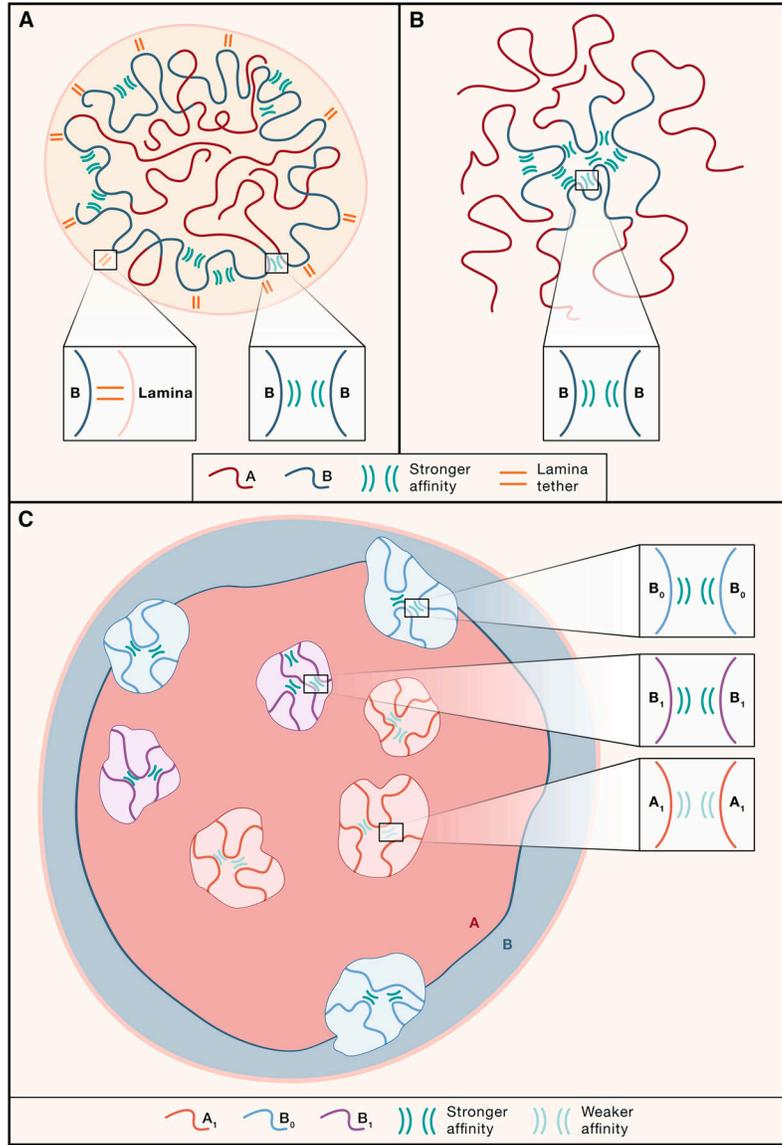 A
B
B
Lamina
B
B
B
B
A
B
Stronger
affinity
Lamina
tether
C
B₀
B₀
B₁
B₁
A₁
A₁
A
B
A₁
B₀
B₁
Stronger
affinity
Weaker
affinity